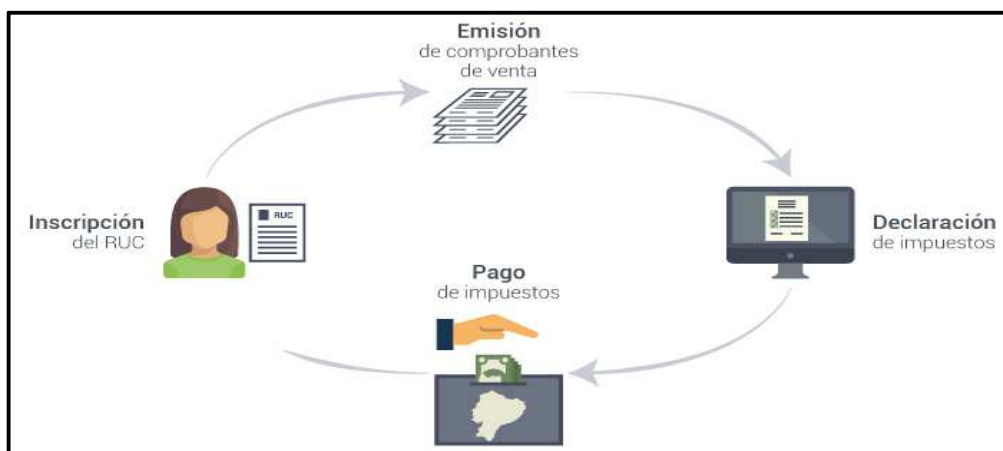 Emisión
de comprobantes
de venta
Inscripción
del RUC
RUC
Declaración
de impuestos
Pago
de impuestos